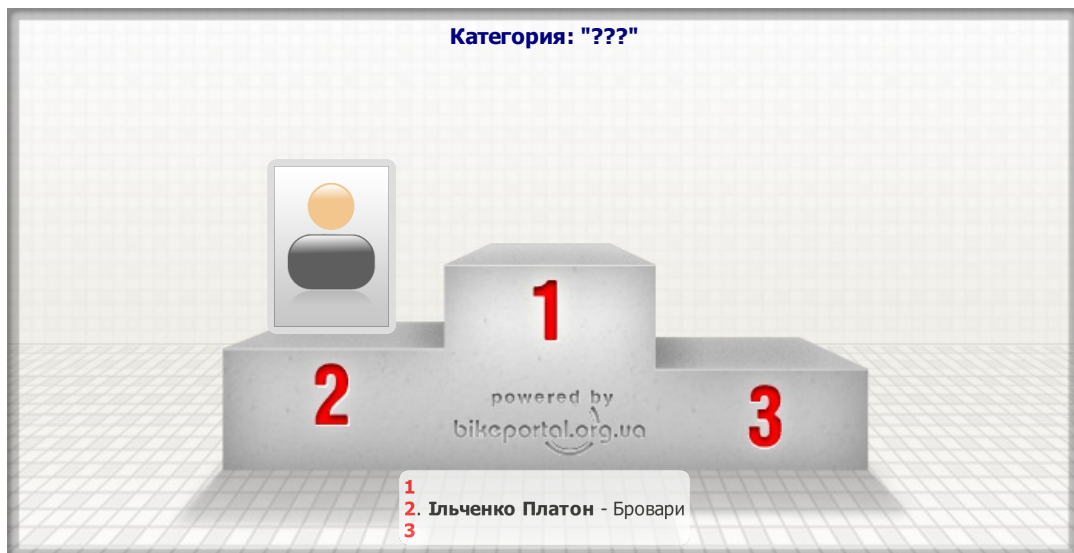 Категория: "???"
1
2
3
powered by
bikeportal.org.ua
1
2. Ільченко Платон - Бровари
3